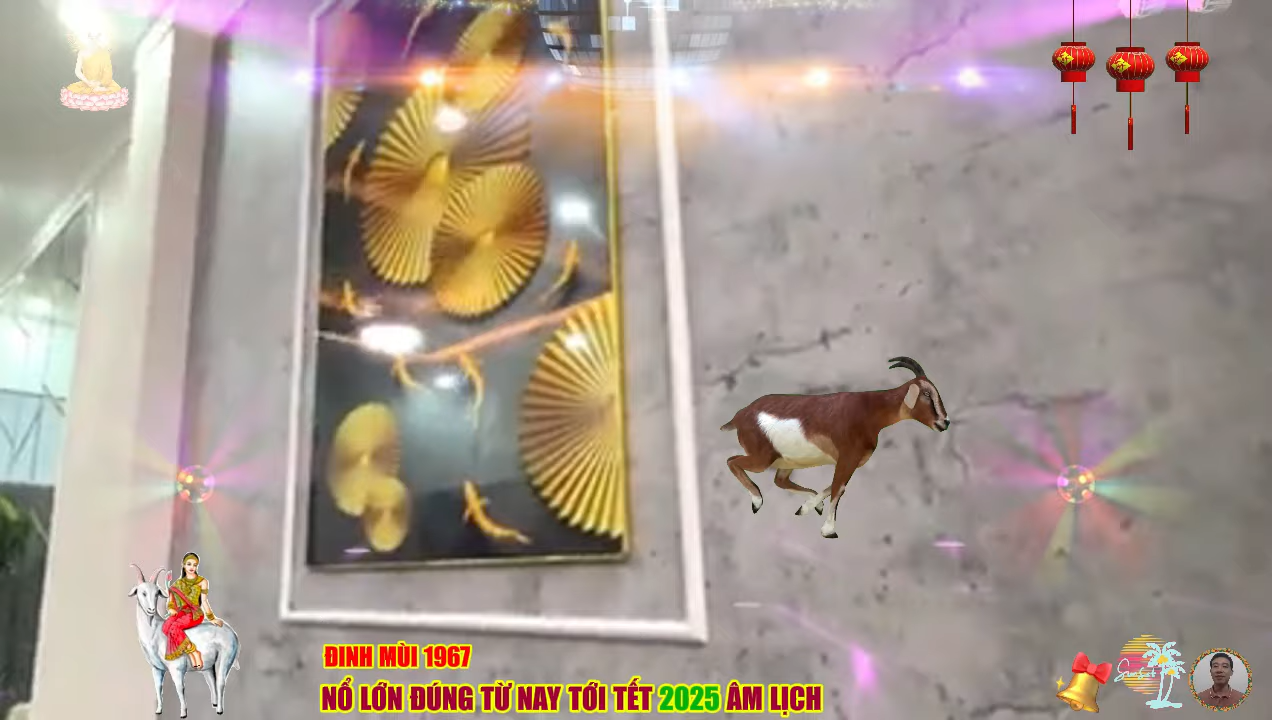 ĐINH MÙI 1967
NỔ LỚN ĐÚNG TỪ NAY TỚI TẾT 2025 ÂM LỊCH